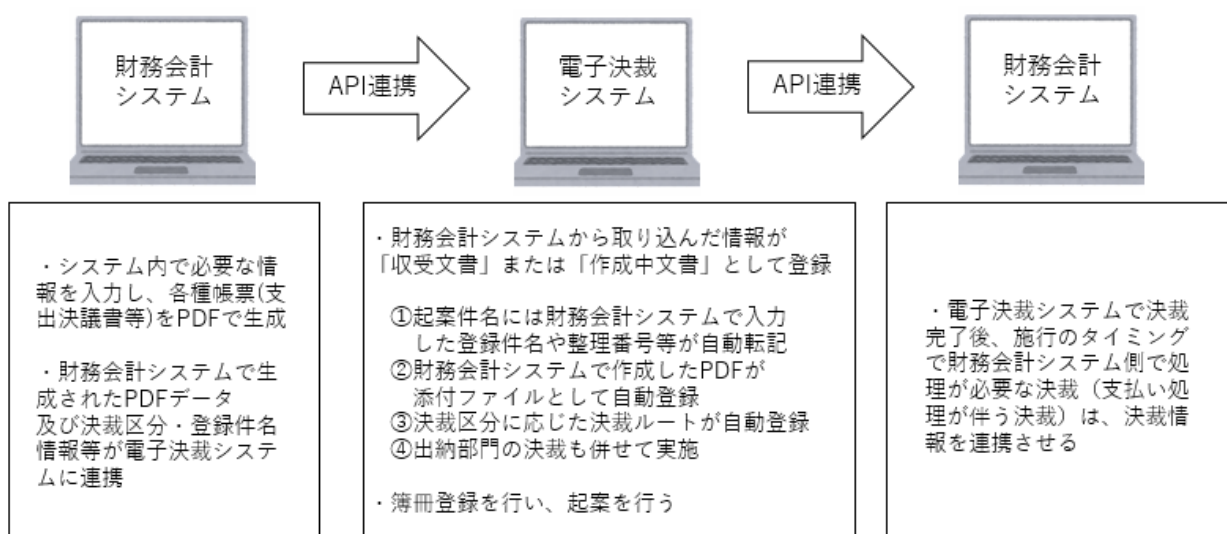 財務会計
システム
API連携
電子決裁
システム
API連携
財務会計
システム
・システム内で必要な情
報を入力し、各種帳票(支
出決議書等)をPDFで生成
・財務会計システムで生
成されたPDFデータ
及び決裁区分・登録件名
情報等が電子決裁システ
ムに連携
・財務会計システムから取り込んだ情報が
「収受文書」または「作成中文書」として登録
①起案件名には財務会計システムで入力
した登録件名や整理番号等が自動転記
②財務会計システムで作成したPDFが
添付ファイルとして自動登録
③決裁区分に応じた決裁ルートが自動登録
④出納部門の決裁も併せて実施
・簿冊登録を行い、起案を行う
・電子決裁システムで決裁
完了後、施行のタイミング
で財務会計システム側で処
理が必要な決裁（支払い処
理が伴う決裁）は、決裁情
報を連携させる